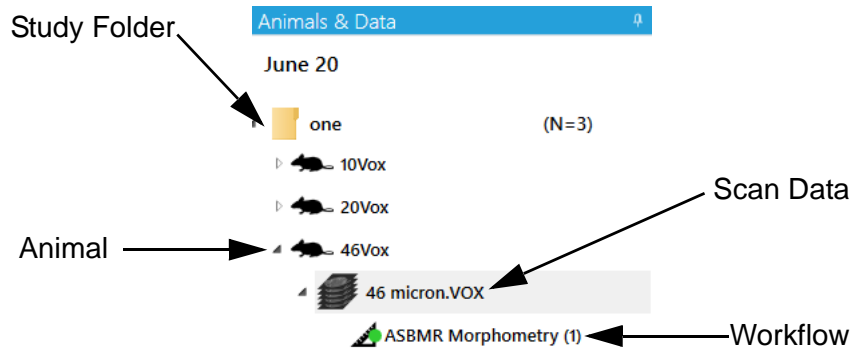 Study Folder
Animals & Data
June 20
one (N=3)
10Vox
20Vox
Scan Data
Animal
46Vox
46 micron.VOX
ASBMR Morphometry (1)
Workflow